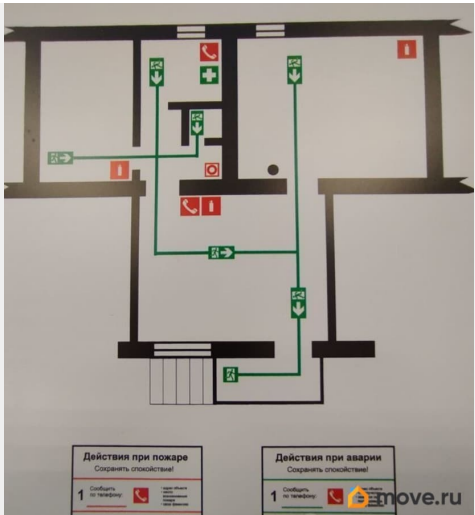 Действия при пожаре
Сохранять спокойствие!
1 Сообщить
по телефону:
Действия при аварии
Сохранять спокойствие!
1 Сообщить
по телефону:
move.ru